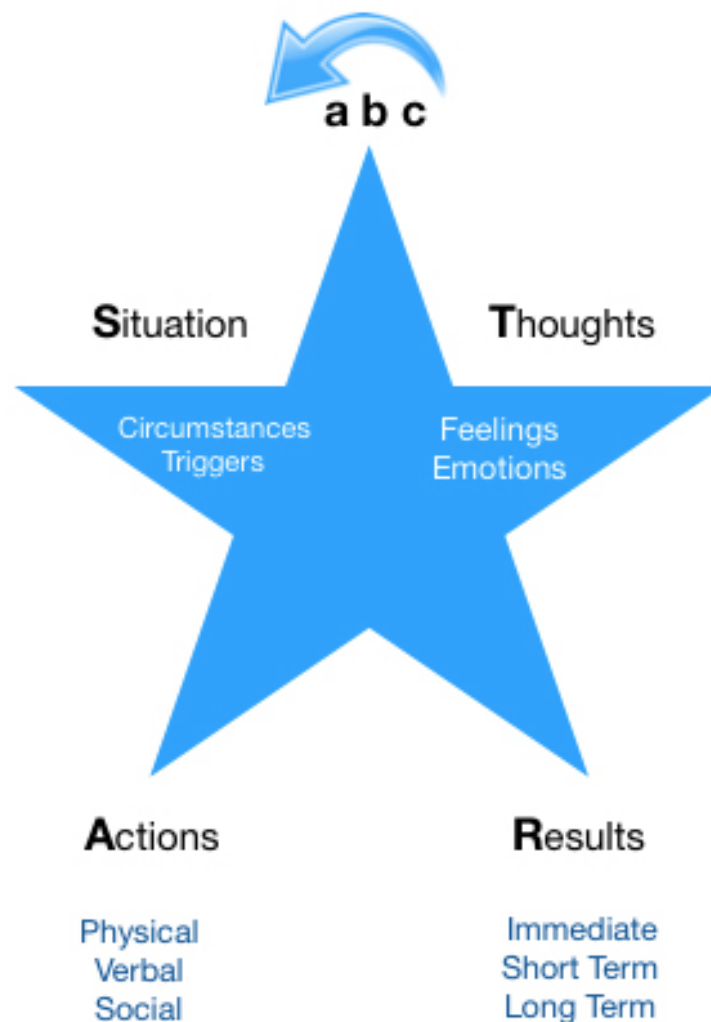 a b c
Situation
Thoughts
Circumstances
Triggers
Feelings
Emotions
Actions
Results
Physical
Verbal
Social
Immediate
Short Term
Long Term